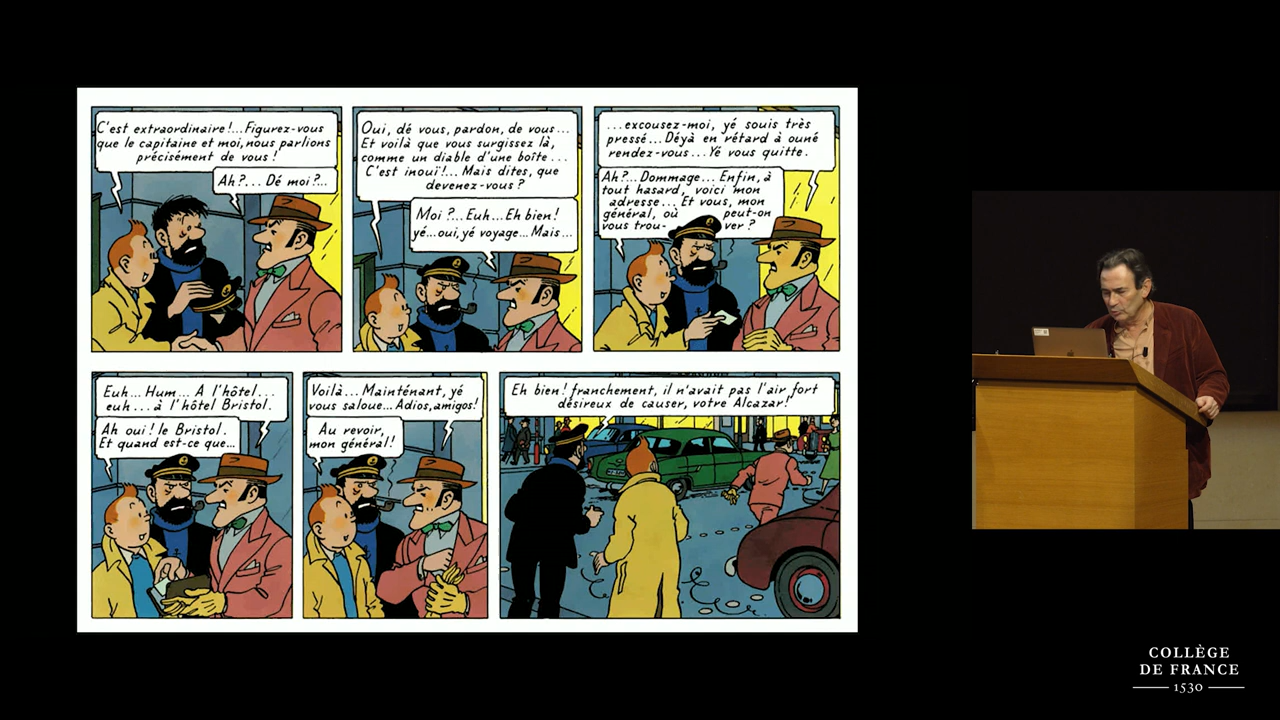 C'est extraordinaire!...Figurez-vous
que le capitaine et moi, nous parlions
précisément de vous!
Ah?... Dé moi?...
Oui, dé vous, pardon, de vous...
Et voilà que vous surgissez là,
comme un diable d'une boîte...
C'est inouï!... Mais dites, que
devenez-vous?
Moi?...Euh...Eh bien!
yé...oui, yé voyage...Mais...
...excousez-moi, yé souis très
pressé...Déyà en rétard à ouné
rendez-vous...Yé vous quitte.
Ah?...Dommage...Enfin, à
tout hasard, voici mon
adresse...Et vous, mon
général, où peut-on
vous trou- ver?
Euh...Hum... A l'hôtel...
euh...à l'hôtel Bristol.
Ah oui! le Bristol.
Et quand est-ce que...
Voilà...Mainténant, yé
vous saloue...Adios, amigos!
Au revoir,
mon général!
Eh bien! franchement, il n'avait pas l'air fort
désireux de causer, votre Alcazar!
COLLÈGE
DE FRANCE
1530